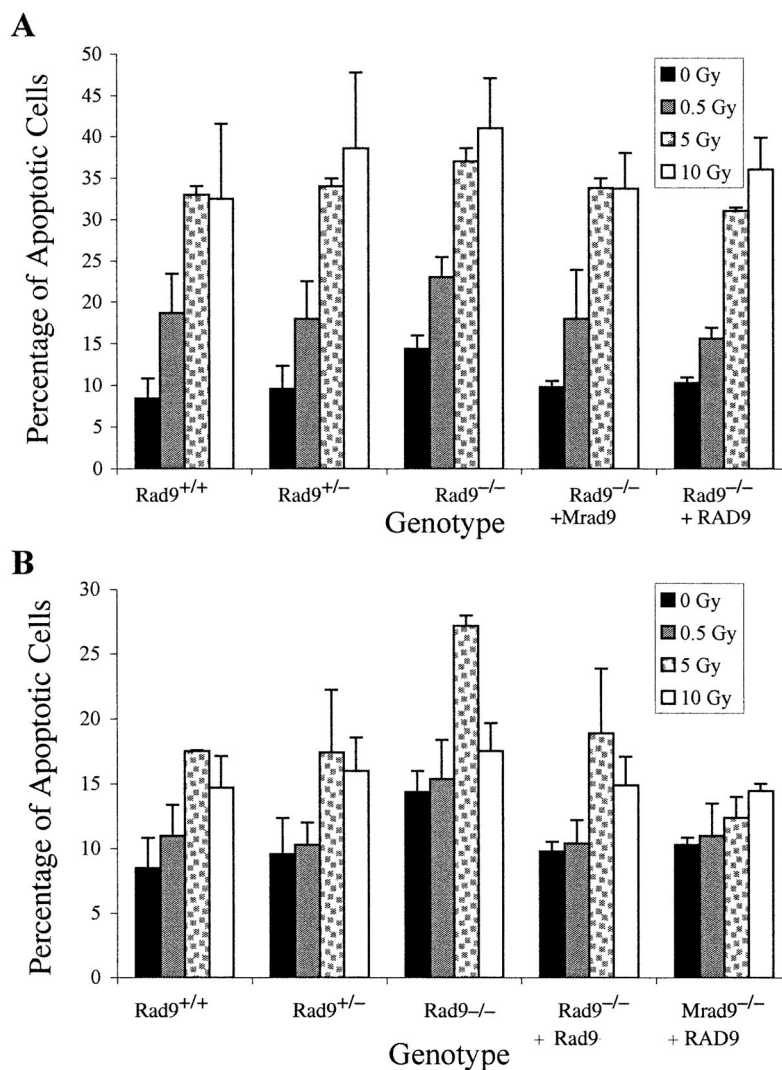 A
Percentage of Apoptotic Cells
50
45
40
35
30
25
20
15
10
5
0
0 Gy
0.5 Gy
5 Gy
10 Gy
Rad9+/+
Rad9+/−
Rad9−/−
Rad9−/−
+Mrad9
Rad9−/−
+ RAD9
Genotype
B
Percentage of Apoptotic Cells
30
25
20
15
10
5
0
0 Gy
0.5 Gy
5 Gy
10 Gy
Rad9+/+
Rad9+/−
Rad9−/−
Rad9−/−
+ Rad9
Mrad9−/−
+ RAD9
Genotype